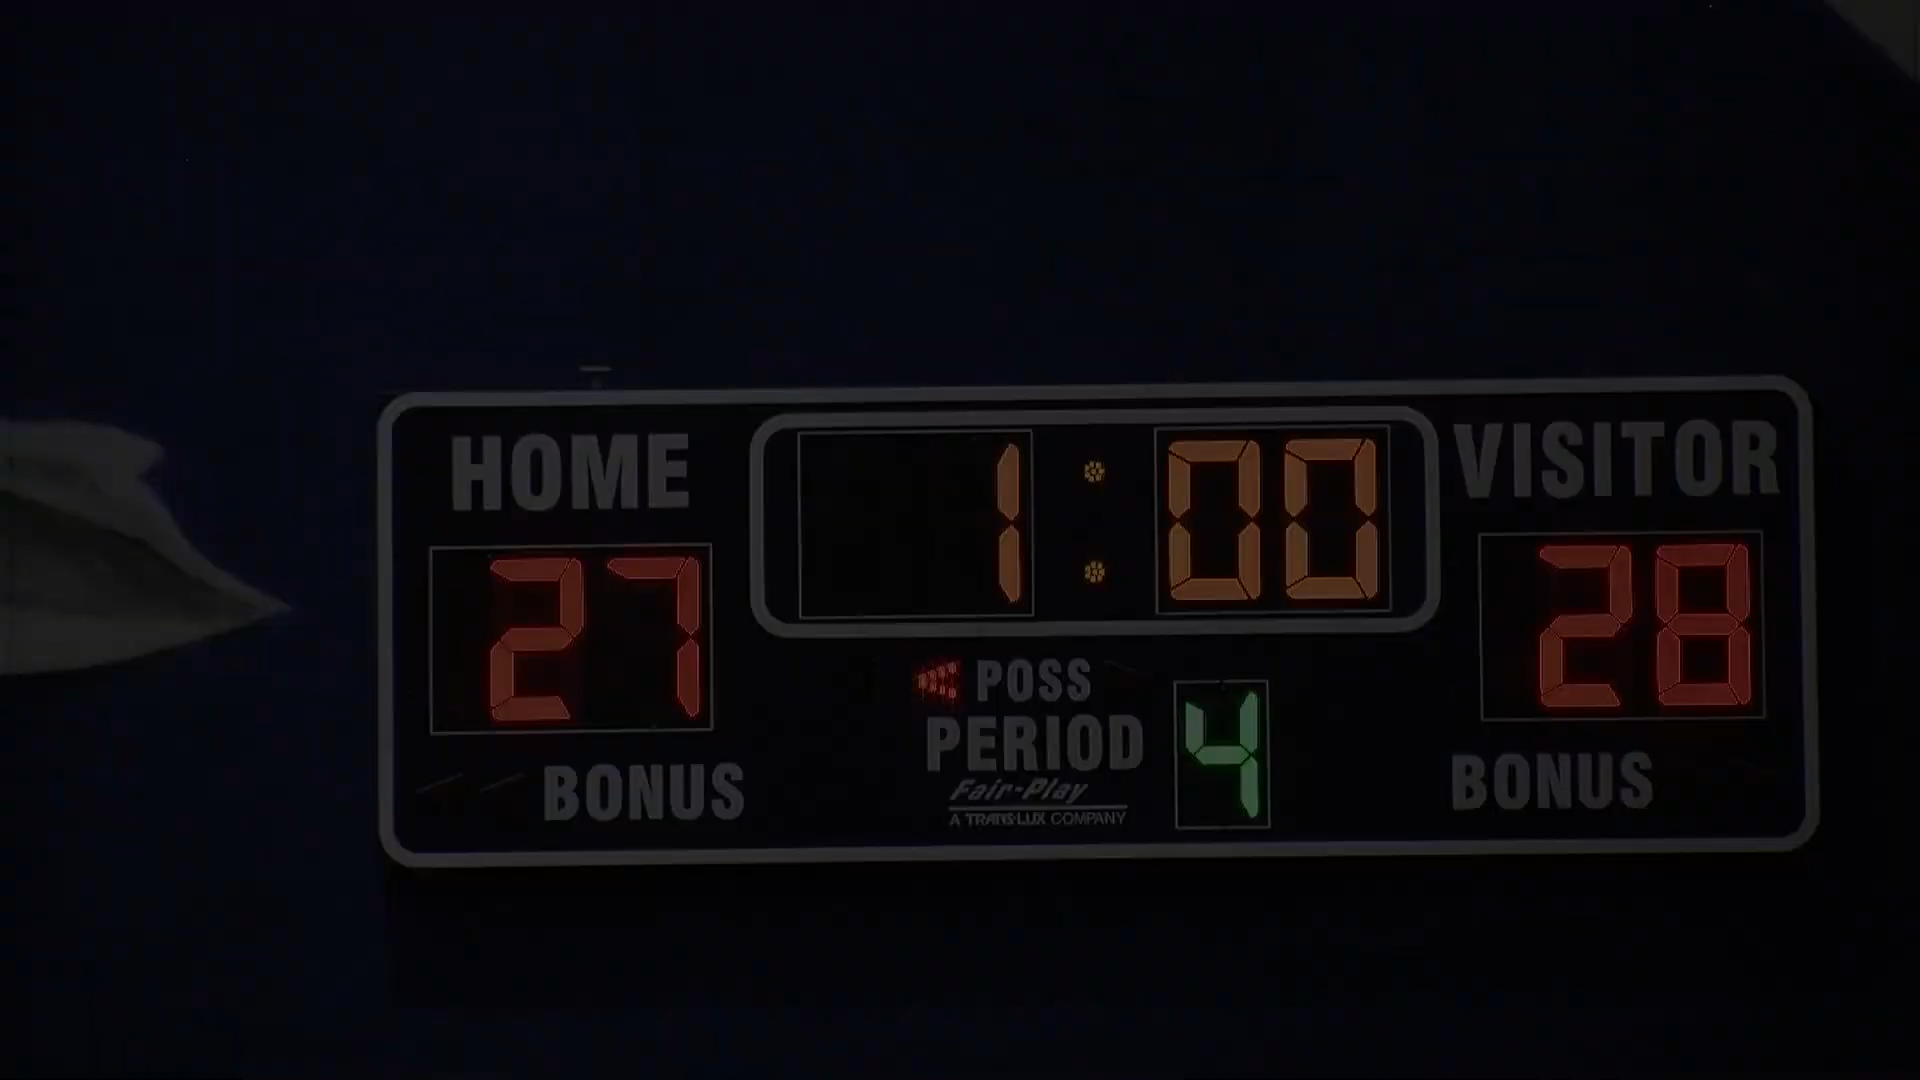 HOME
1:00
VISITOR
27
28
POSS
PERIOD
4
BONUS
BONUS
Fair-Play
A TRANS-LUX COMPANY